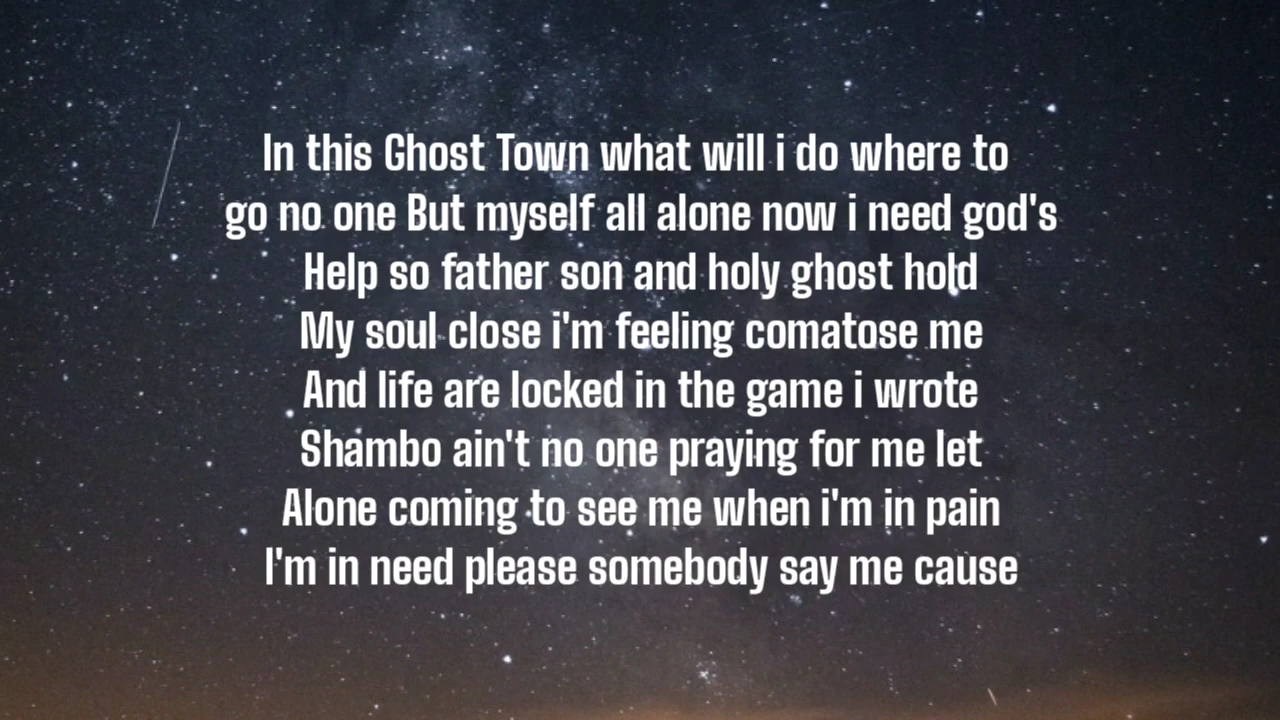 In this Ghost Town what will i do where to
go no one But myself all alone now i need god's
Help so father son and holy ghost hold
My soul close i'm feeling comatose me
And life are locked in the game i wrote
Shambo ain't no one praying for me let
Alone coming to see me when i'm in pain
I'm in need please somebody say me cause